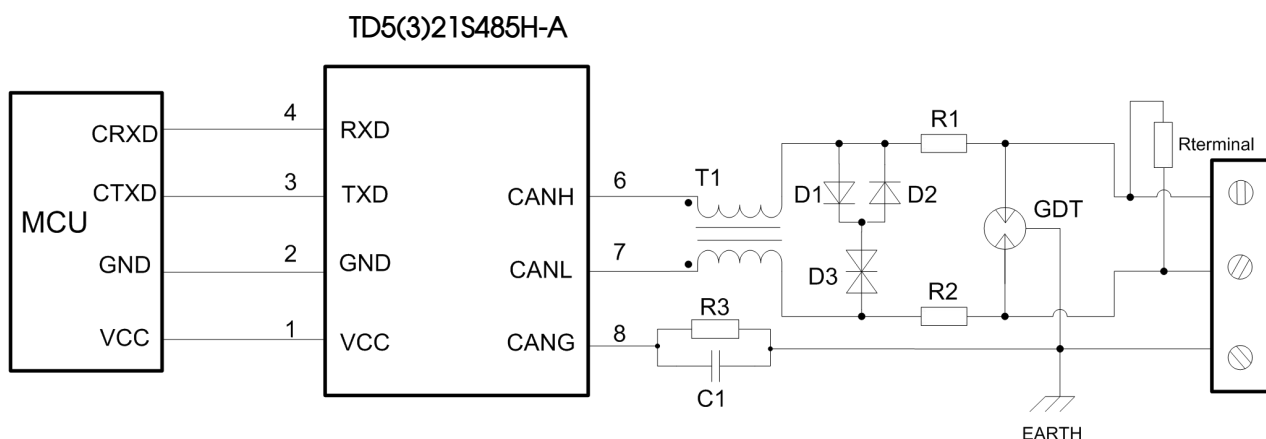 TD5(3)21S485H-A
MCU
CRXD
CTXD
GND
VCC
4
3
2
1
RXD
TXD
GND
VCC
CANH
CANL
CANG
6
7
8
T1
D1
D2
D3
R1
R2
R3
C1
GDT
Rterminal
EARTH